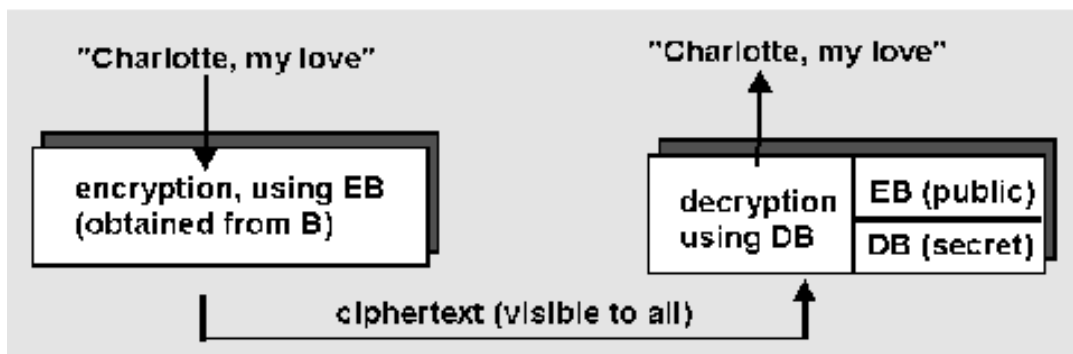 "Charlotte, my love"
"Charlotte, my love"
encryption, using EB
(obtained from B)
decryption
using DB
EB (public)
DB (secret)
ciphertext (visible to all)